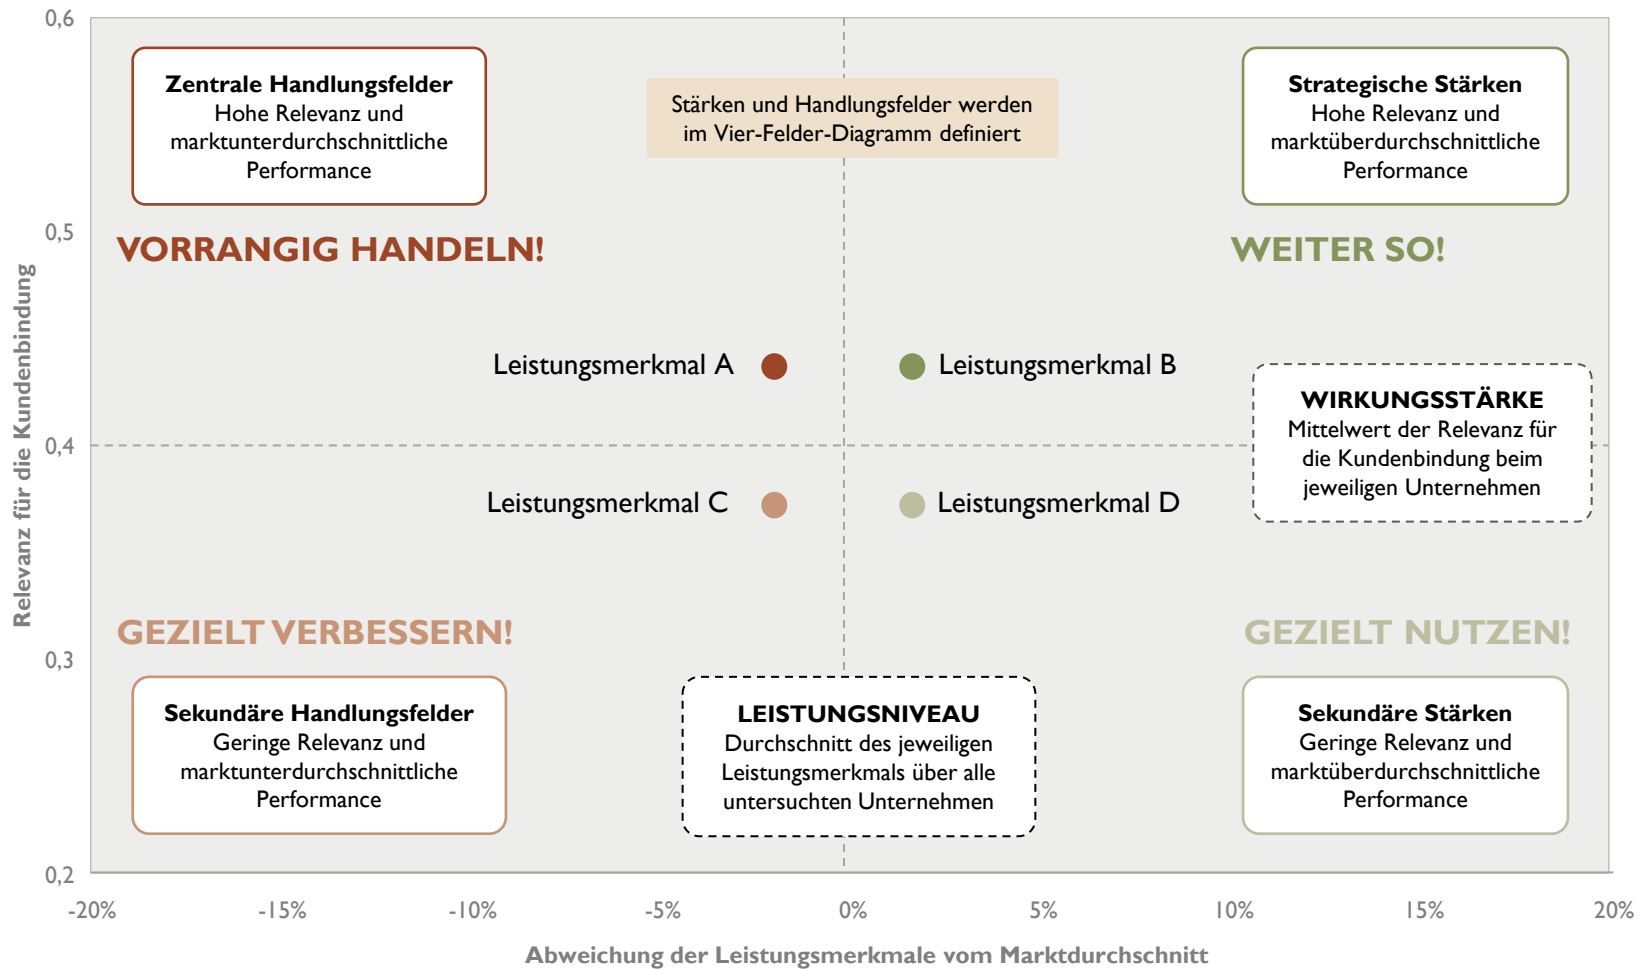 0,6
Zentrale Handlungsfelder
Hohe Relevanz und
marktunterdurchschnittliche
Performance
Stärken und Handlungsfelder werden
im Vier-Felder-Diagramm definiert
Strategische Stärken
Hohe Relevanz und
marktüberdurchschnittliche
Performance
0,5
VORRANGIG HANDELN!
WEITER SO!
Relevanz für die Kundenbindung
Leistungsmerkmal A
Leistungsmerkmal B
0,4
WIRKUNGSSTÄRKE
Mittelwert der Relevanz für
die Kundenbindung beim
jeweiligen Unternehmen
Leistungsmerkmal C
Leistungsmerkmal D
GEZIELT VERBESSERN!
GEZIELT NUTZEN!
0,3
Sekundäre Handlungsfelder
Geringe Relevanz und
marktunterdurchschnittliche
Performance
LEISTUNGSNIVEAU
Durchschnitt des jeweiligen
Leistungsmerkmals über alle
untersuchten Unternehmen
Sekundäre Stärken
Geringe Relevanz und
marktüberdurchschnittliche
Performance
0,2
-20% -15% -10% -5% 0% 5% 10% 15% 20%
Abweichung der Leistungsmerkmale vom Marktdurchschnitt